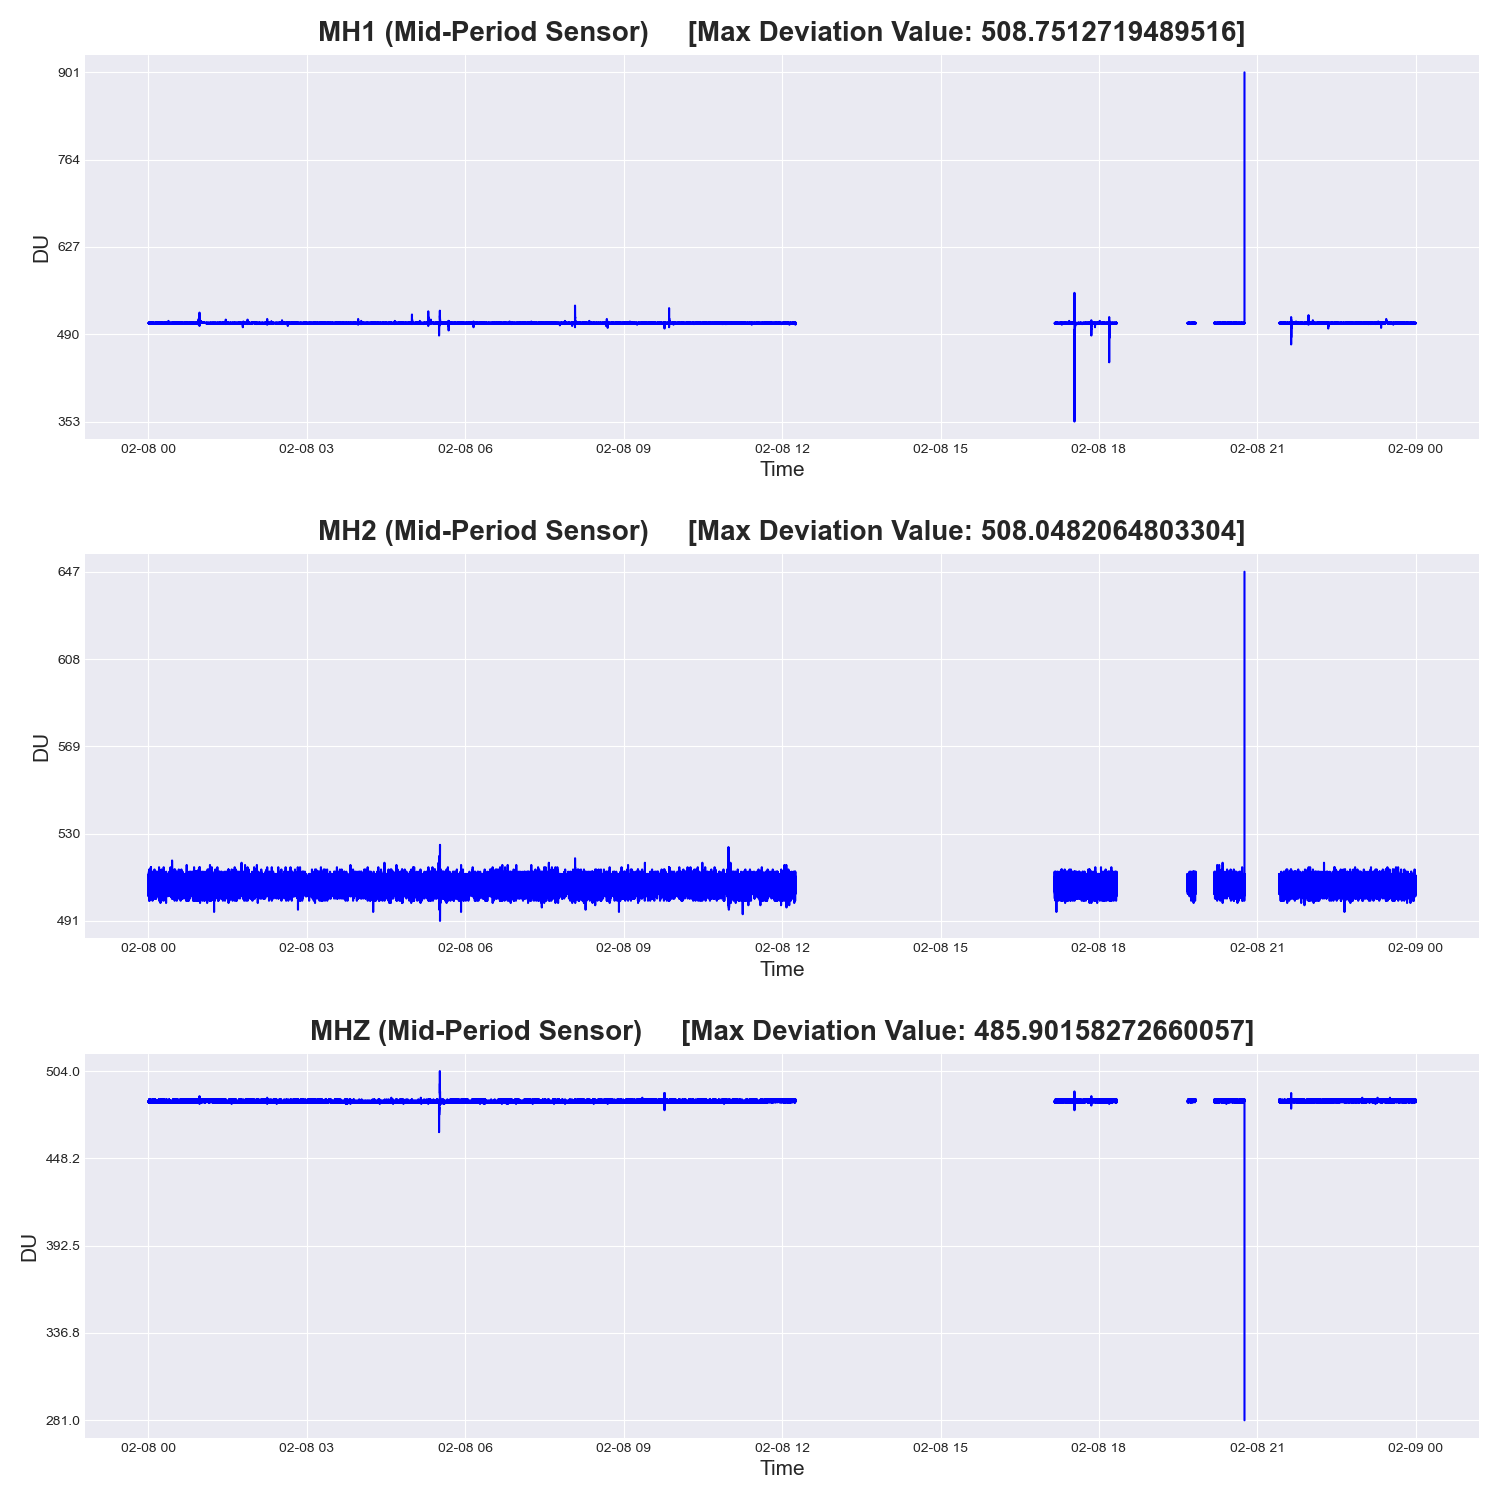 MH1 (Mid-Period Sensor) [Max Deviation Value: 508.7512719489516]
901
764
627
490
353
DU
02-08 00 02-08 03 02-08 06 02-08 09 02-08 12 02-08 15 02-08 18 02-08 21 02-09 00
Time
MH2 (Mid-Period Sensor) [Max Deviation Value: 508.0482064803304]
647
608
569
530
491
DU
02-08 00 02-08 03 02-08 06 02-08 09 02-08 12 02-08 15 02-08 18 02-08 21 02-09 00
Time
MHZ (Mid-Period Sensor) [Max Deviation Value: 485.90158272660057]
504.0
448.2
392.5
336.8
281.0
DU
02-08 00 02-08 03 02-08 06 02-08 09 02-08 12 02-08 15 02-08 18 02-08 21 02-09 00
Time